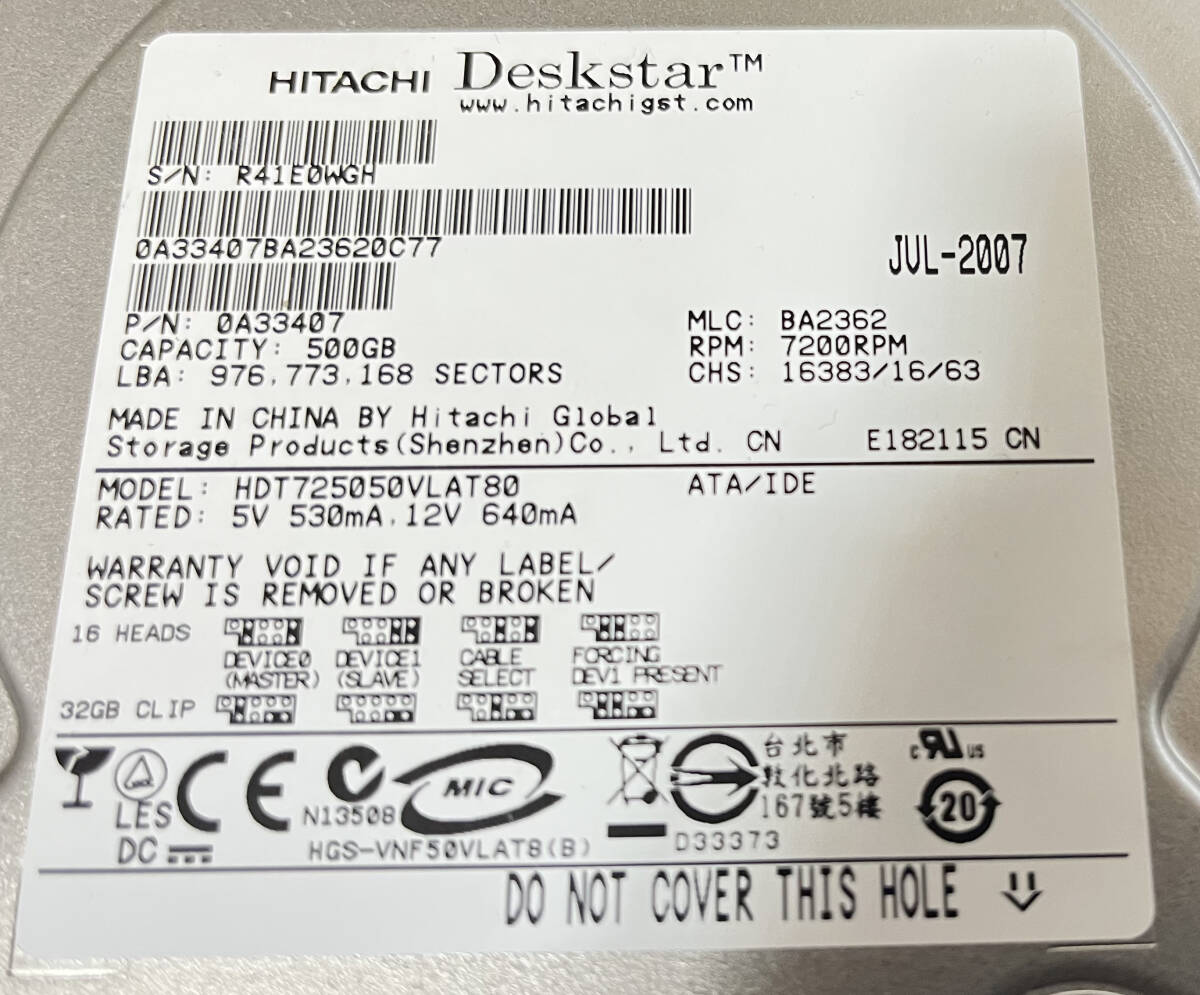 HITACHI Deskstar™
www.hitachigst.com
S/N: R41E0WGH
0A33407BA23620C77
JUL-2007
P/N: 0A33407
MLC: BA2362
CAPACITY: 500GB
RPM: 7200RPM
LBA: 976,773,168 SECTORS
CHS: 16383/16/63
MADE IN CHINA BY Hitachi Global
Storage Products(Shenzhen)Co., Ltd. CN
E182115 CN
MODEL: HDT725050VLAT80
ATA/IDE
RATED: 5V 530mA,12V 640mA
WARRANTY VOID IF ANY LABEL/
SCREW IS REMOVED OR BROKEN
16 HEADS
DEVICE0 DEVICE1 CABLE FORCING
(MASTER) (SLAVE) SELECT DEV1 PRESENT
32GB CLIP
LES
CE
N13508
MIC
台北市
敦化北路
167號5樓
c RU us
20
DC
HGS-VNF50VLAT8(B)
D33373
DO NOT COVER THIS HOLE